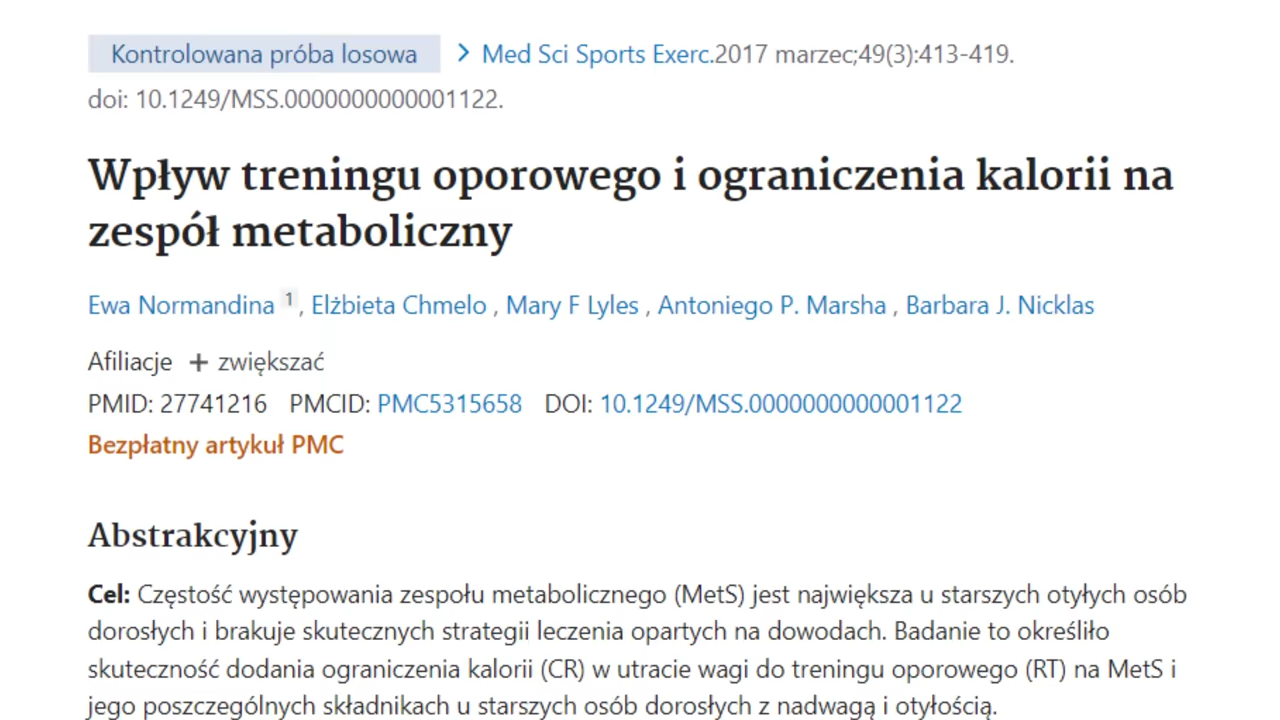 Kontrolowana próba losowa > Med Sci Sports Exerc.2017 marzec;49(3):413-419.
doi: 10.1249/MSS.0000000000001122.
Wpływ treningu oporowego i ograniczenia kalorii na
zespół metaboliczny
Ewa Normandina 1 , Elżbieta Chmelo , Mary F Lyles , Antoniego P. Marsha , Barbara J. Nicklas
Afiliacje + zwiększać
PMID: 27741216 PMCID: PMC5315658 DOI: 10.1249/MSS.0000000000001122
Bezpłatny artykuł PMC
Abstrakcyjny
Cel: Częstość występowania zespołu metabolicznego (MetS) jest największa u starszych otyłych osób
dorosłych i brakuje skutecznych strategii leczenia opartych na dowodach. Badanie to określiło
skuteczność dodania ograniczenia kalorii (CR) w utracie wagi do treningu oporowego (RT) na MetS i
jego poszczególnych składnikach u starszych osób dorosłych z nadwagą i otyłością.